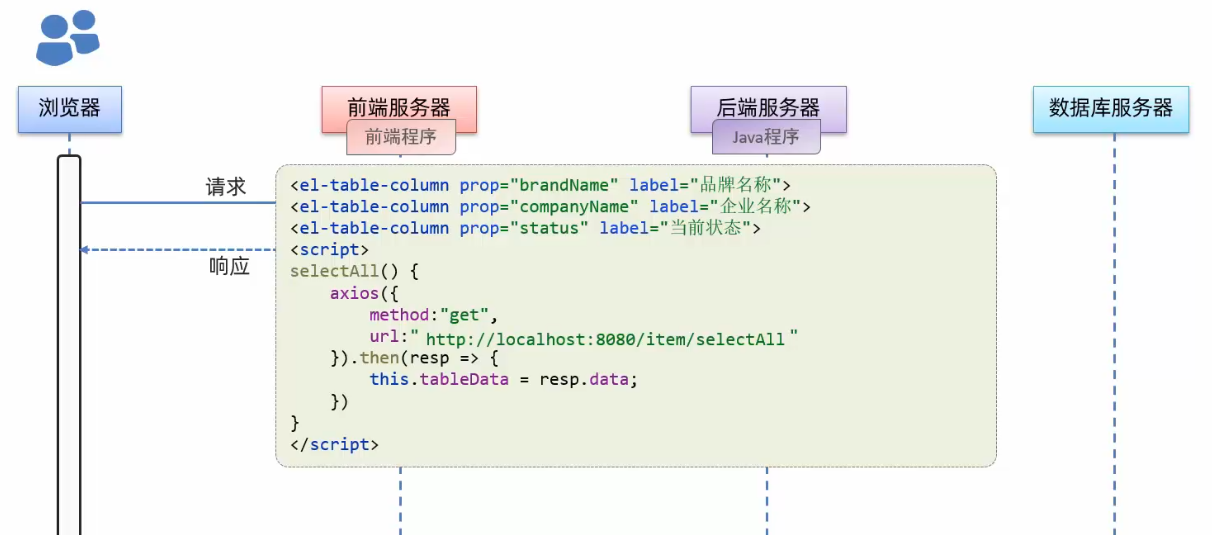 浏览器
前端服务器
后端服务器
数据库服务器
前端程序
Java程序
请求
响应
<el-table-column prop="brandName" label="品牌名称">
<el-table-column prop="companyName" label="企业名称">
<el-table-column prop="status" label="当前状态">
<script>
selectAll() {
    axios({
        method:"get",
        url:" http://localhost:8080/item/selectAll "
    }).then(resp => {
        this.tableData = resp.data;
    })
}
</script>